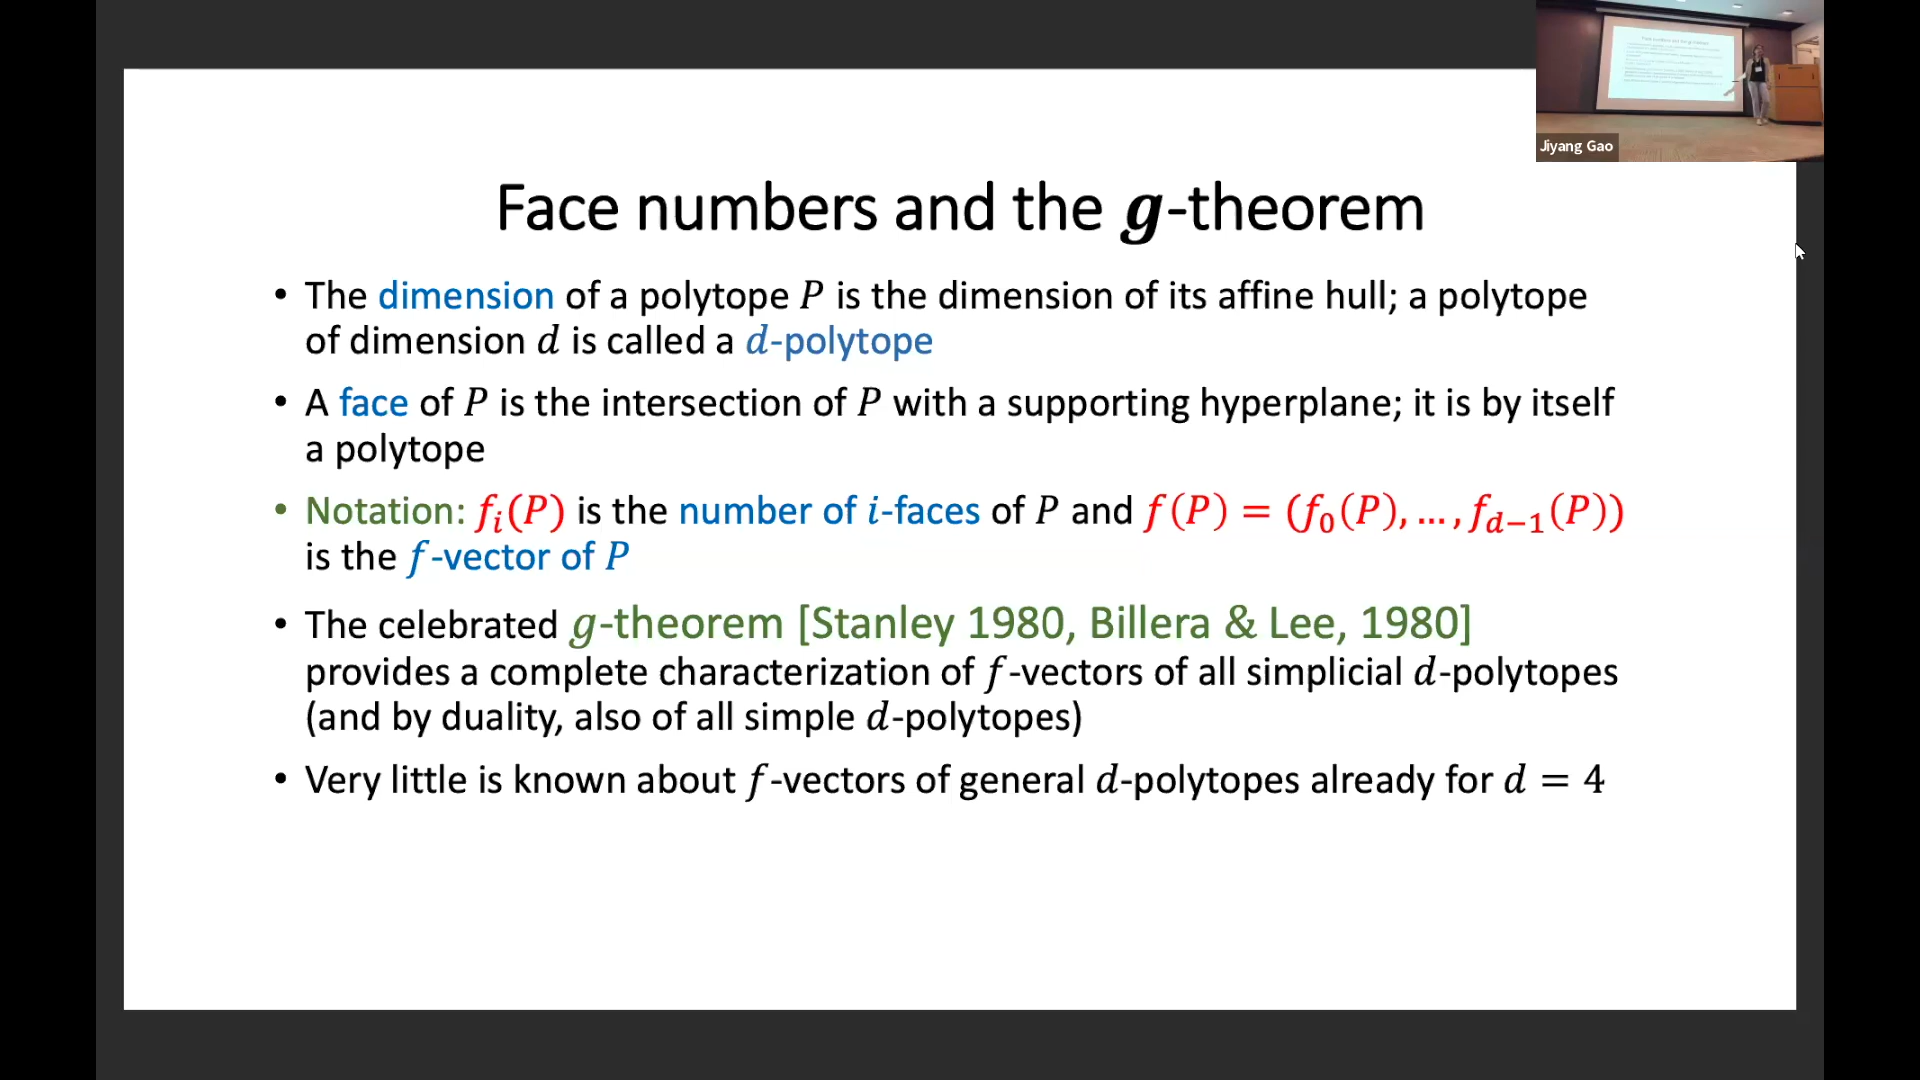 Jiyang Gao
Face numbers and the g-theorem
• The dimension of a polytope P is the dimension of its affine hull; a polytope
of dimension d is called a d-polytope
• A face of P is the intersection of P with a supporting hyperplane; it is by itself
a polytope
• Notation: fᵢ(P) is the number of i-faces of P and f(P) = (f₀(P), … , f_{d−1}(P))
is the f-vector of P
• The celebrated g-theorem [Stanley 1980, Billera & Lee, 1980]
provides a complete characterization of f-vectors of all simplicial d-polytopes
(and by duality, also of all simple d-polytopes)
• Very little is known about f-vectors of general d-polytopes already for d = 4